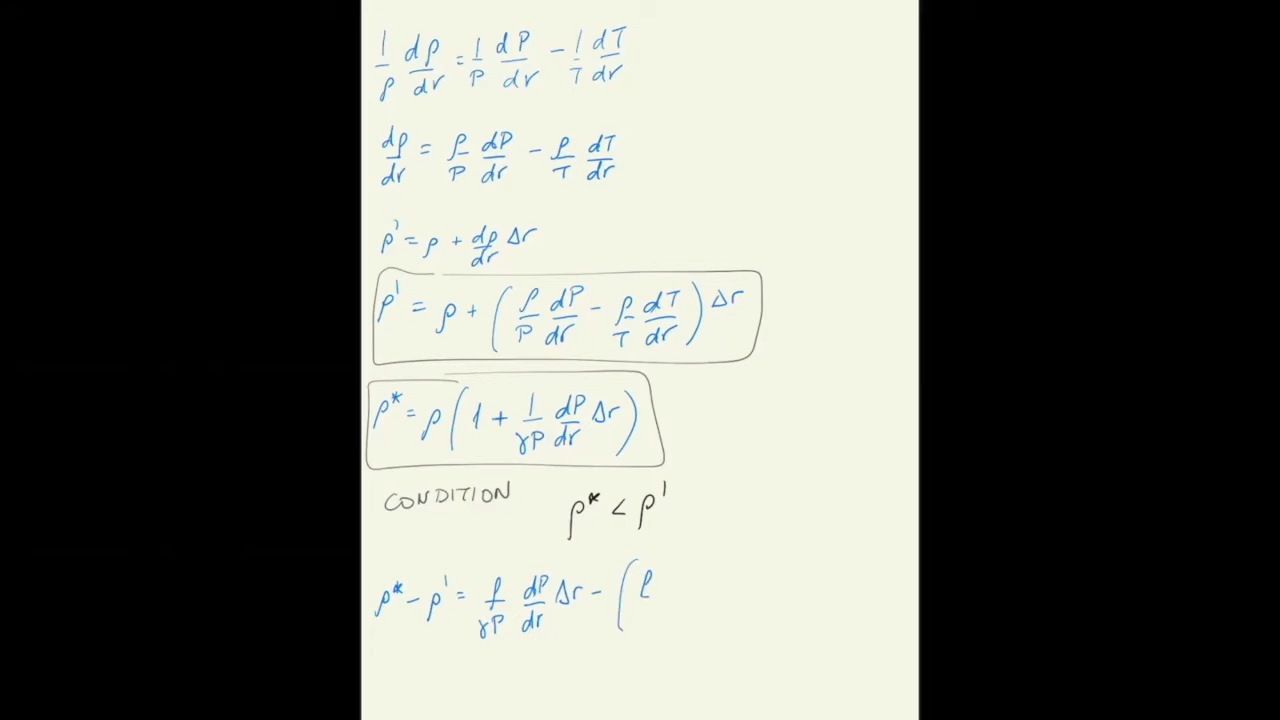 1/ρ dρ/dr = 1/P dP/dr − 1/T dT/dr
dρ/dr = ρ/P dP/dr − ρ/T dT/dr
ρ' = ρ + dρ/dr Δr
ρ' = ρ + (ρ/P dP/dr − ρ/T dT/dr) Δr
ρ* = ρ (1 + 1/γP dP/dr Δr)
CONDITION ρ* < ρ'
ρ* − ρ' = ρ/γP dP/dr Δr − (ρ